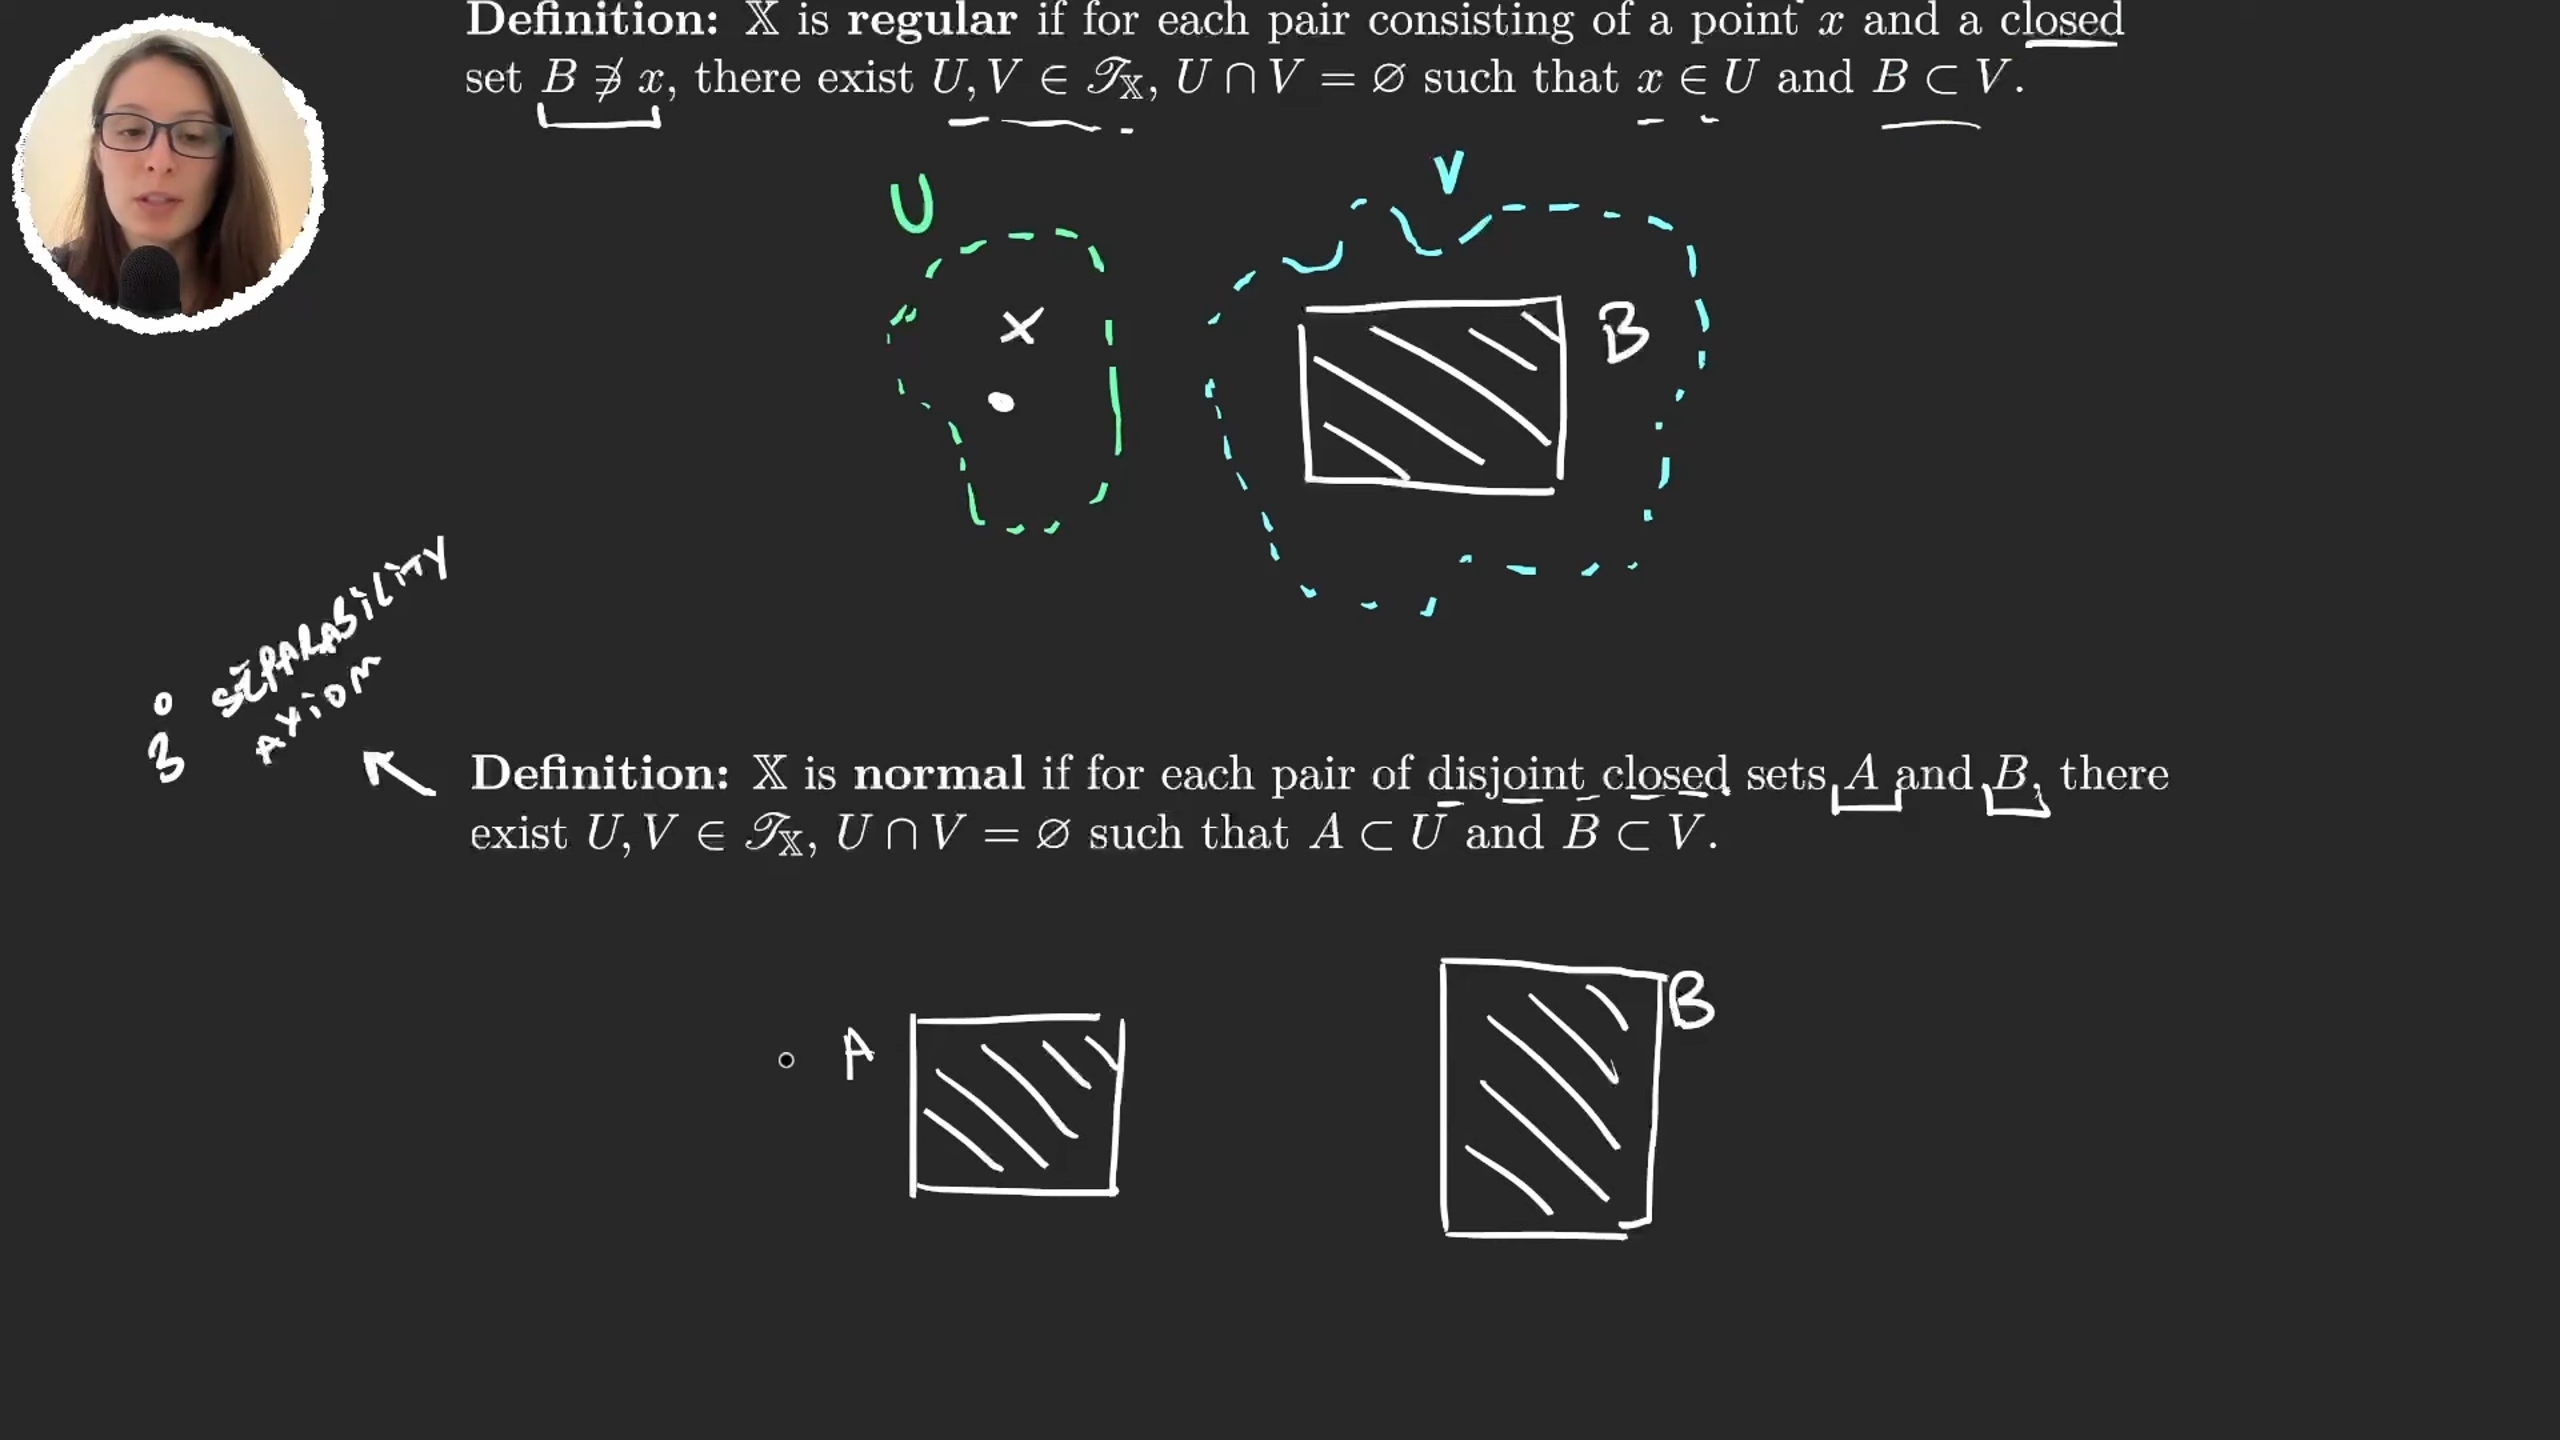 Definition: 𝕏 is regular if for each pair consisting of a point x and a closed
set B ∌ x, there exist U, V ∈ 𝒯_𝕏, U ∩ V = ∅ such that x ∈ U and B ⊂ V.
U
V
x
B
SEPARABILITY
AXIOM
Definition: 𝕏 is normal if for each pair of disjoint closed sets A and B, there
exist U, V ∈ 𝒯_𝕏, U ∩ V = ∅ such that A ⊂ U and B ⊂ V.
A
B